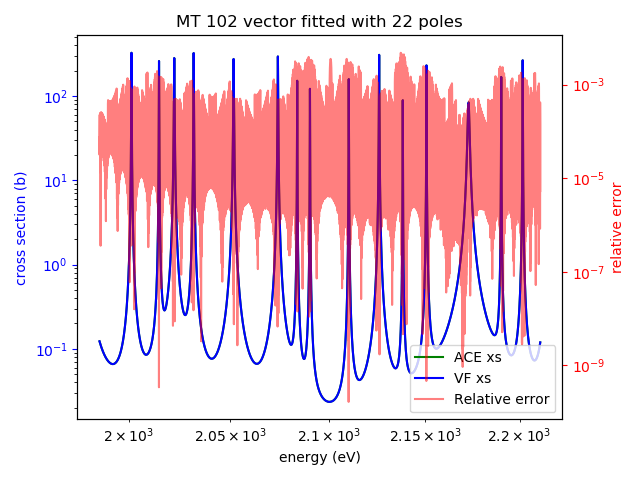 MT 102 vector fitted with 22 poles
cross section (b)
10²
10¹
10⁰
10⁻¹
10⁻³
10⁻⁵
10⁻⁷
10⁻⁹
relative error
ACE xs
VF xs
Relative error
2 × 10³
2.05 × 10³
2.1 × 10³
2.15 × 10³
2.2 × 10³
energy (eV)